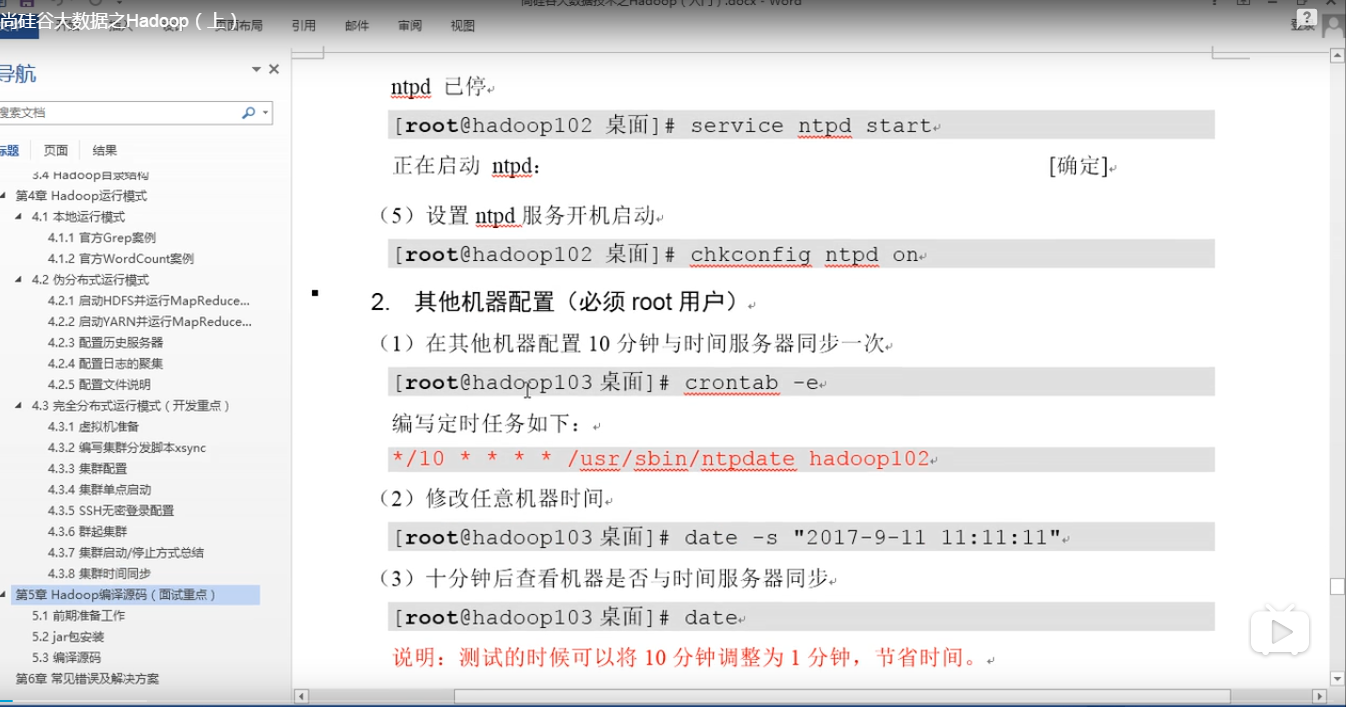 尚硅谷大数据之Hadoop（上）
尚硅谷大数据技术之Hadoop（入门）.docx - Word
页面布局
引用
邮件
审阅
视图
登录
?
导航
搜索文档
标题
页面
结果
3.4 Hadoop目录结构
第4章 Hadoop运行模式
4.1 本地运行模式
4.1.1 官方Grep案例
4.1.2 官方WordCount案例
4.2 伪分布式运行模式
4.2.1 启动HDFS并运行MapReduce...
4.2.2 启动YARN并运行MapReduce...
4.2.3 配置历史服务器
4.2.4 配置日志的聚集
4.2.5 配置文件说明
4.3 完全分布式运行模式（开发重点）
4.3.1 虚拟机准备
4.3.2 编写集群分发脚本xsync
4.3.3 集群配置
4.3.4 集群单点启动
4.3.5 SSH无密登录配置
4.3.6 群起集群
4.3.7 集群启动/停止方式总结
4.3.8 集群时间同步
第5章 Hadoop编译源码（面试重点）
5.1 前期准备工作
5.2 jar包安装
5.3 编译源码
第6章 常见错误及解决方案
ntpd 已停
[root@hadoop102 桌面]# service ntpd start
正在启动 ntpd： [确定]
（5）设置 ntpd 服务开机启动
[root@hadoop102 桌面]# chkconfig ntpd on
2. 其他机器配置（必须 root 用户）
（1）在其他机器配置 10 分钟与时间服务器同步一次
[root@hadoop103 桌面]# crontab -e
编写定时任务如下：
*/10 * * * * /usr/sbin/ntpdate hadoop102
（2）修改任意机器时间
[root@hadoop103 桌面]# date -s "2017-9-11 11:11:11"
（3）十分钟后查看机器是否与时间服务器同步
[root@hadoop103 桌面]# date
说明：测试的时候可以将 10 分钟调整为 1 分钟，节省时间。